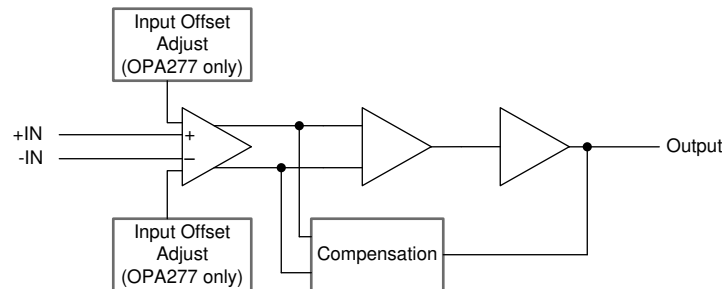 Input Offset
Adjust
(OPA277 only)
+IN
-IN
+
−
Output
Input Offset
Adjust
(OPA277 only)
Compensation